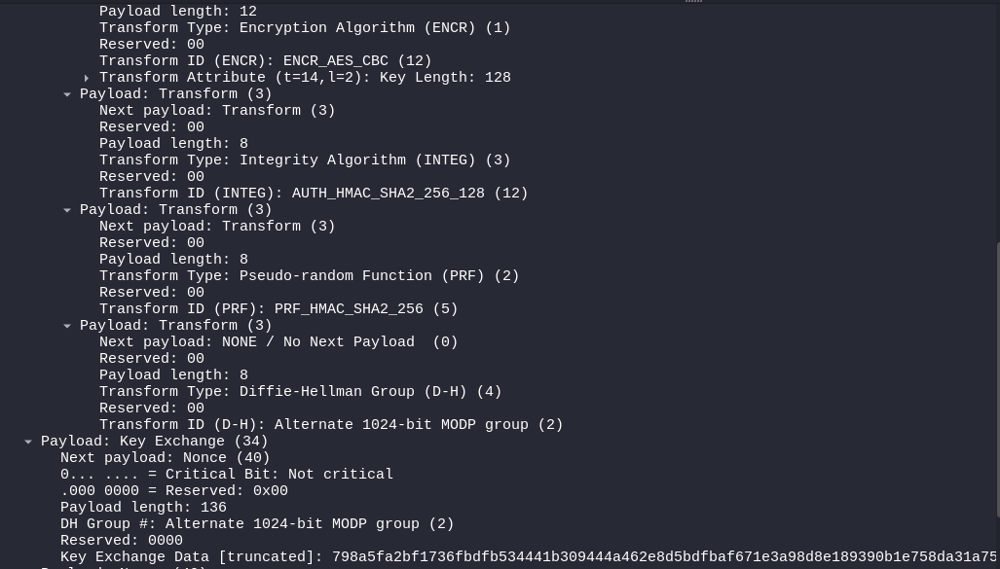 Payload length: 12
Transform Type: Encryption Algorithm (ENCR) (1)
Reserved: 00
Transform ID (ENCR): ENCR_AES_CBC (12)
Transform Attribute (t=14,l=2): Key Length: 128
Payload: Transform (3)
Next payload: Transform (3)
Reserved: 00
Payload length: 8
Transform Type: Integrity Algorithm (INTEG) (3)
Reserved: 00
Transform ID (INTEG): AUTH_HMAC_SHA2_256_128 (12)
Payload: Transform (3)
Next payload: Transform (3)
Reserved: 00
Payload length: 8
Transform Type: Pseudo-random Function (PRF) (2)
Reserved: 00
Transform ID (PRF): PRF_HMAC_SHA2_256 (5)
Payload: Transform (3)
Next payload: NONE / No Next Payload  (0)
Reserved: 00
Payload length: 8
Transform Type: Diffie-Hellman Group (D-H) (4)
Reserved: 00
Transform ID (D-H): Alternate 1024-bit MODP group (2)
Payload: Key Exchange (34)
Next payload: Nonce (40)
0... .... = Critical Bit: Not critical
.000 0000 = Reserved: 0x00
Payload length: 136
DH Group #: Alternate 1024-bit MODP group (2)
Reserved: 0000
Key Exchange Data [truncated]: 798a5fa2bf1736fbdfb534441b309444a462e8d5bdfbaf671e3a98d8e189390b1e758da31a75